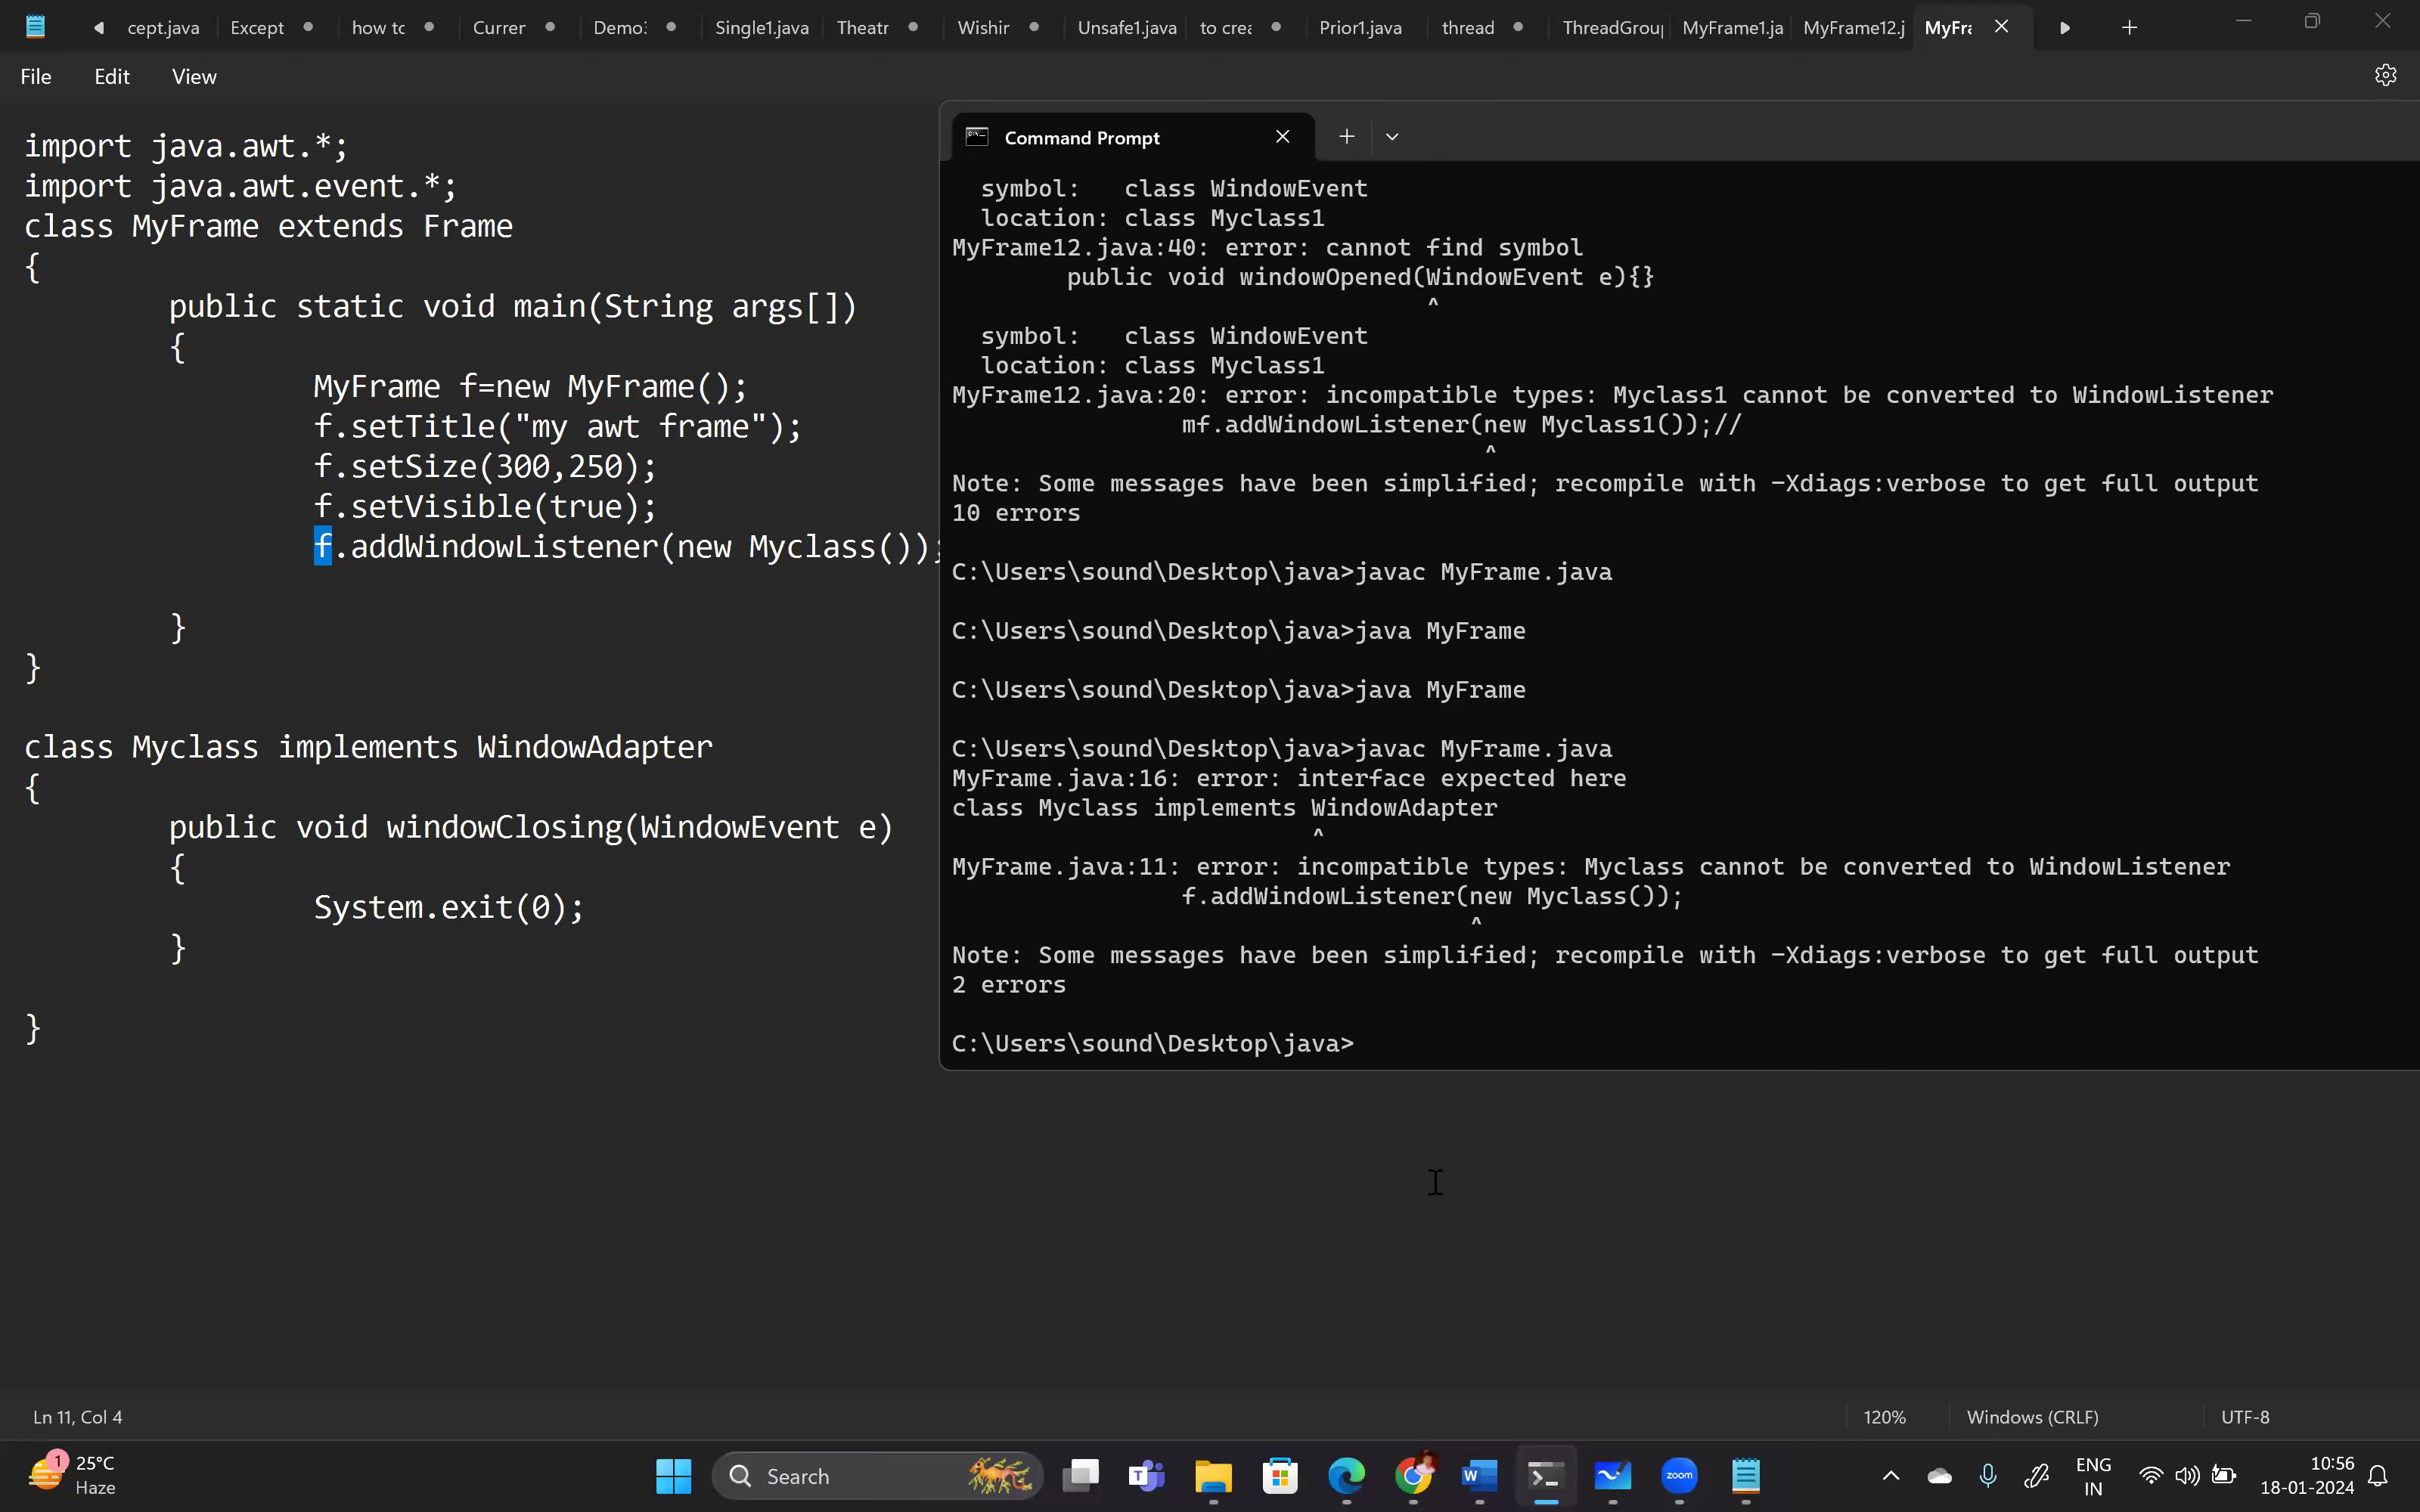 cept.java Except how to Currer Demo: Single1.java Theatr Wishir Unsafe1.java to crea Prior1.java thread ThreadGrou MyFrame1.ja MyFrame12.j MyFra
File Edit View
import java.awt.*;
import java.awt.event.*;
class MyFrame extends Frame
{
public static void main(String args[])
{
MyFrame f=new MyFrame();
f.setTitle("my awt frame");
f.setSize(300,250);
f.setVisible(true);
f.addWindowListener(new Myclass());
}
}
class Myclass implements WindowAdapter
{
public void windowClosing(WindowEvent e)
{
System.exit(0);
}
}
Command Prompt
symbol: class WindowEvent
location: class Myclass1
MyFrame12.java:40: error: cannot find symbol
public void windowOpened(WindowEvent e){}
^
symbol: class WindowEvent
location: class Myclass1
MyFrame12.java:20: error: incompatible types: Myclass1 cannot be converted to WindowListener
mf.addWindowListener(new Myclass1());//
^
Note: Some messages have been simplified; recompile with -Xdiags:verbose to get full output
10 errors
C:\Users\sound\Desktop\java>javac MyFrame.java
C:\Users\sound\Desktop\java>java MyFrame
C:\Users\sound\Desktop\java>java MyFrame
C:\Users\sound\Desktop\java>javac MyFrame.java
MyFrame.java:16: error: interface expected here
class Myclass implements WindowAdapter
^
MyFrame.java:11: error: incompatible types: Myclass cannot be converted to WindowListener
f.addWindowListener(new Myclass());
^
Note: Some messages have been simplified; recompile with -Xdiags:verbose to get full output
2 errors
C:\Users\sound\Desktop\java>
Ln 11, Col 4 120% Windows (CRLF) UTF-8
1 25°C
Haze
Search
T
W
zoom
ENG
IN
10:56
18-01-2024